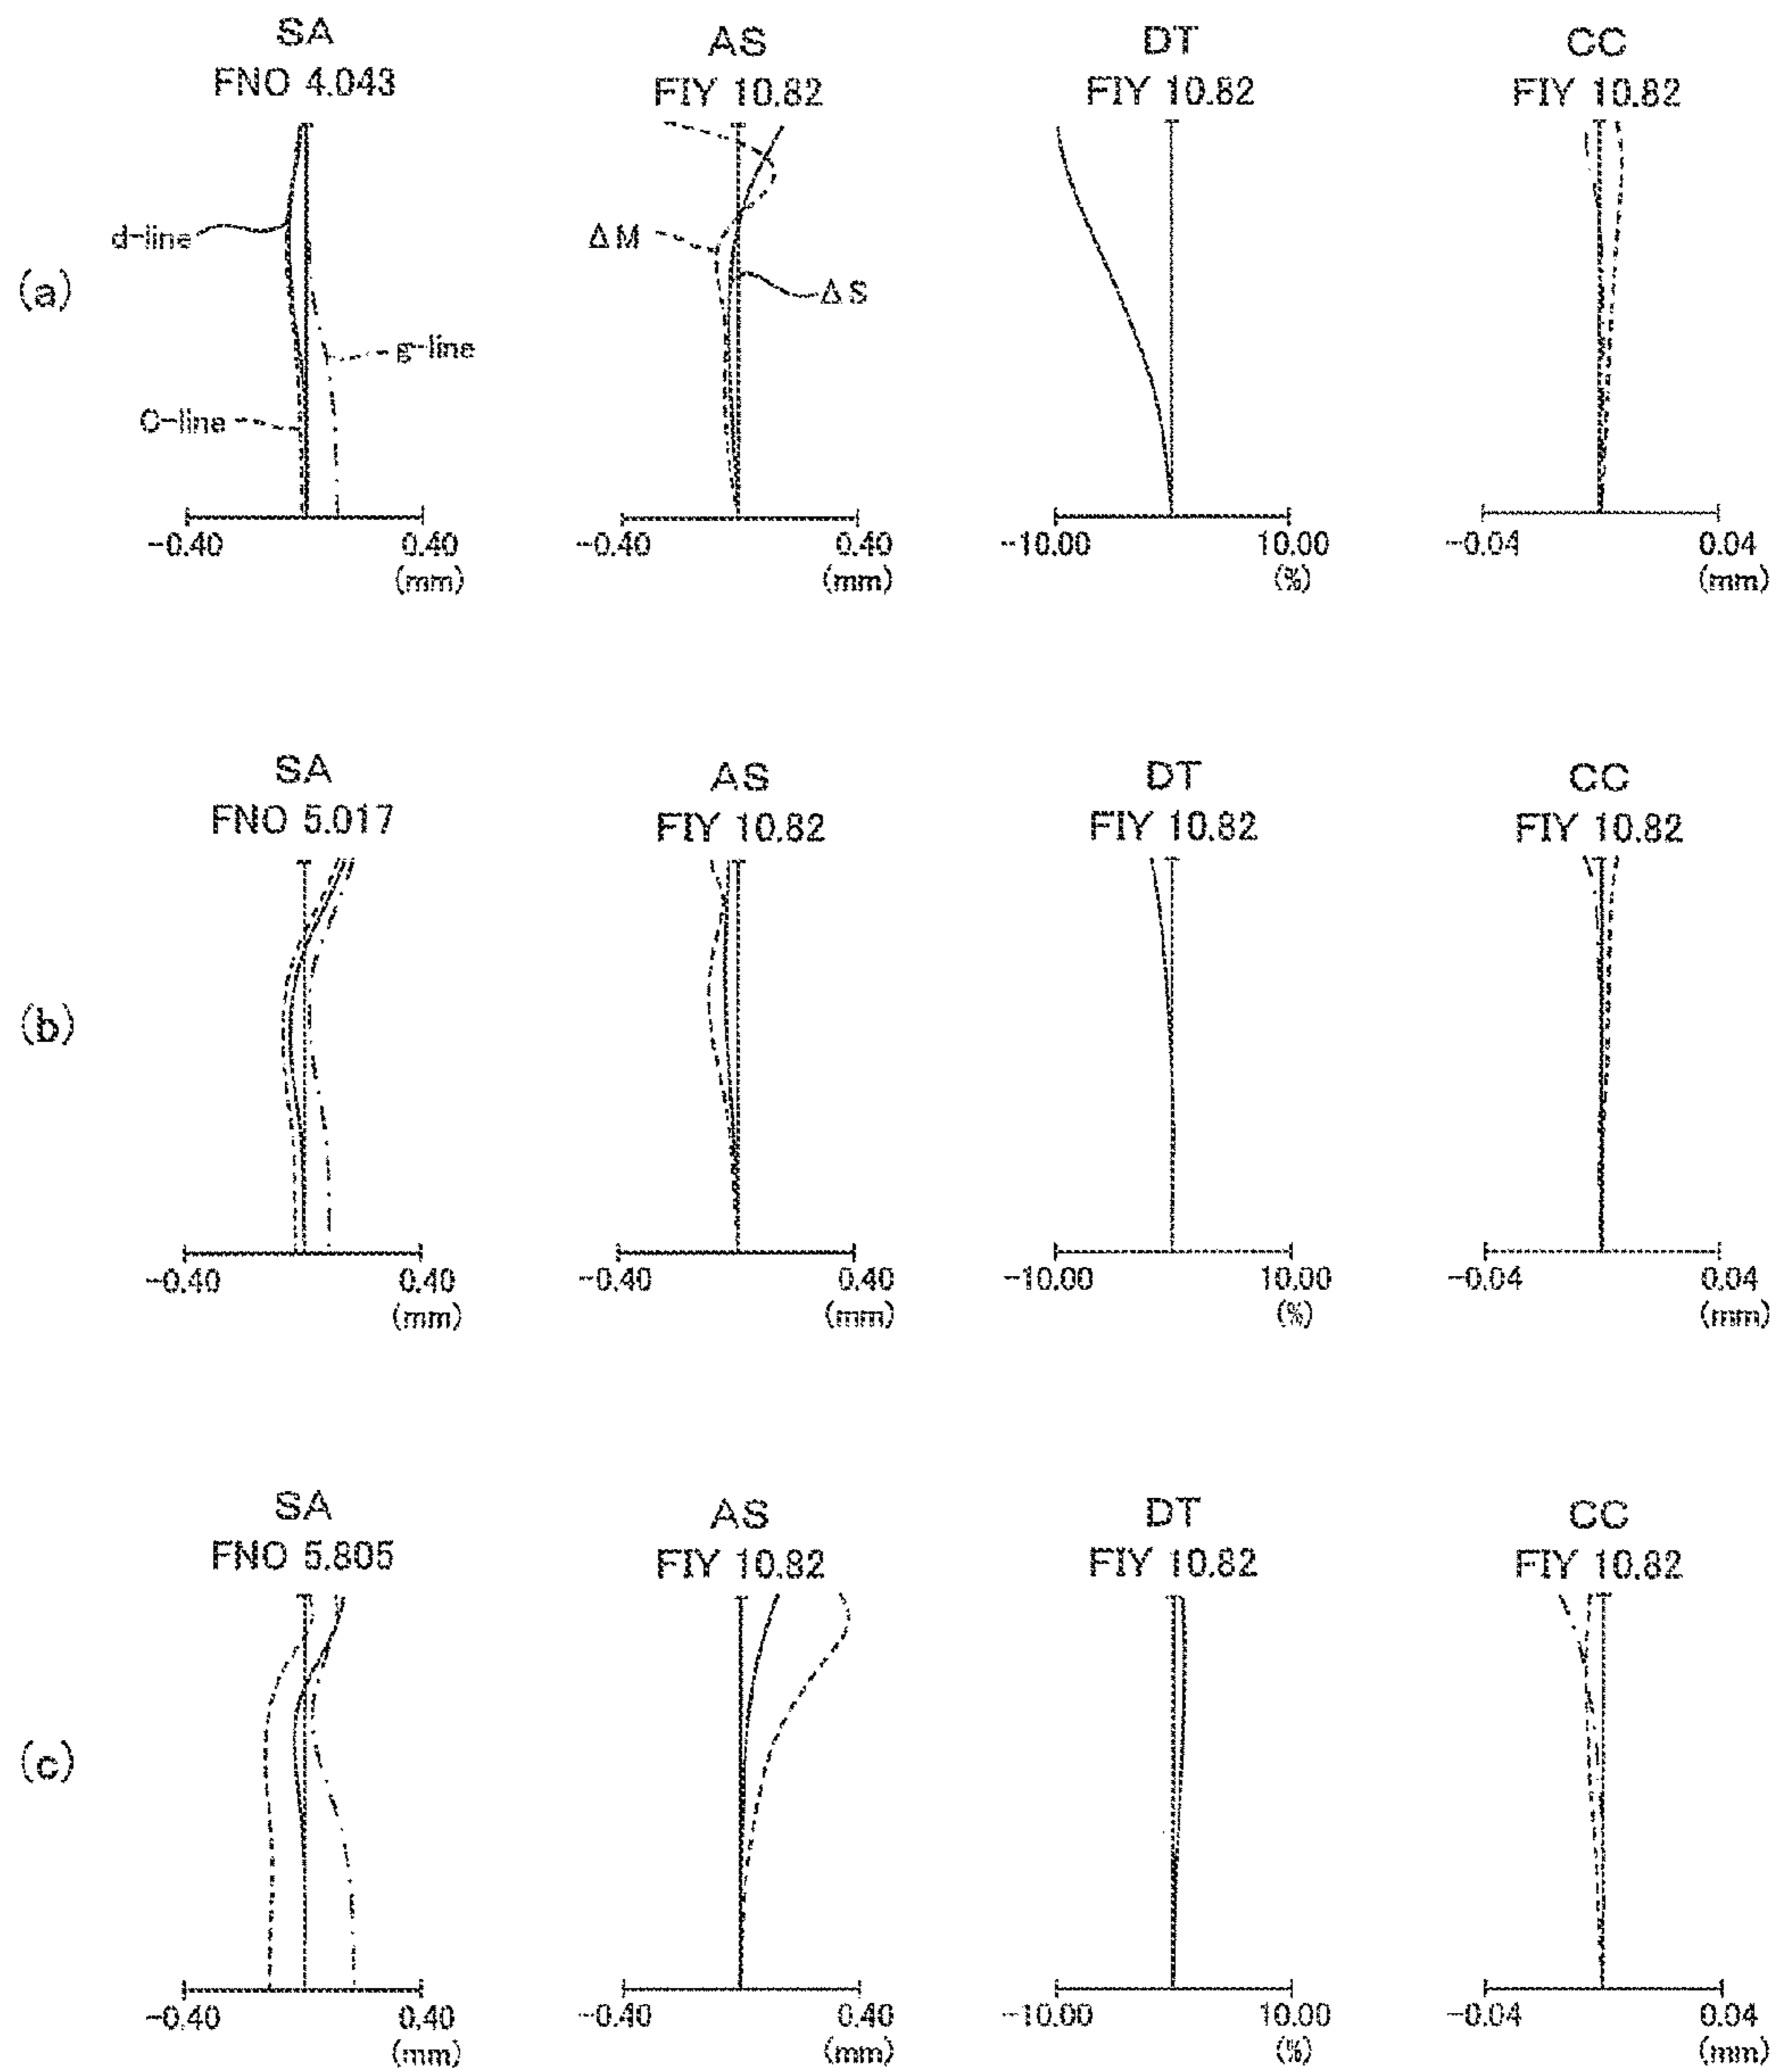 SA AS DT CC
FNO 4.043 FIY 10.82 FIY 10.82 FIY 10.82
(a)
d-line
g-line
C-line
ΔM
ΔS
-0.40 0.40 -0.40 0.40 -10.00 10.00 -0.04 0.04
(mm) (mm) (%) (mm)
SA AS DT CC
FNO 5.017 FIY 10.82 FIY 10.82 FIY 10.82
(b)
-0.40 0.40 -0.40 0.40 -10.00 10.00 -0.04 0.04
(mm) (mm) (%) (mm)
SA AS DT CC
FNO 5.805 FIY 10.82 FIY 10.82 FIY 10.82
(c)
-0.40 0.40 -0.40 0.40 -10.00 10.00 -0.04 0.04
(mm) (mm) (%) (mm)